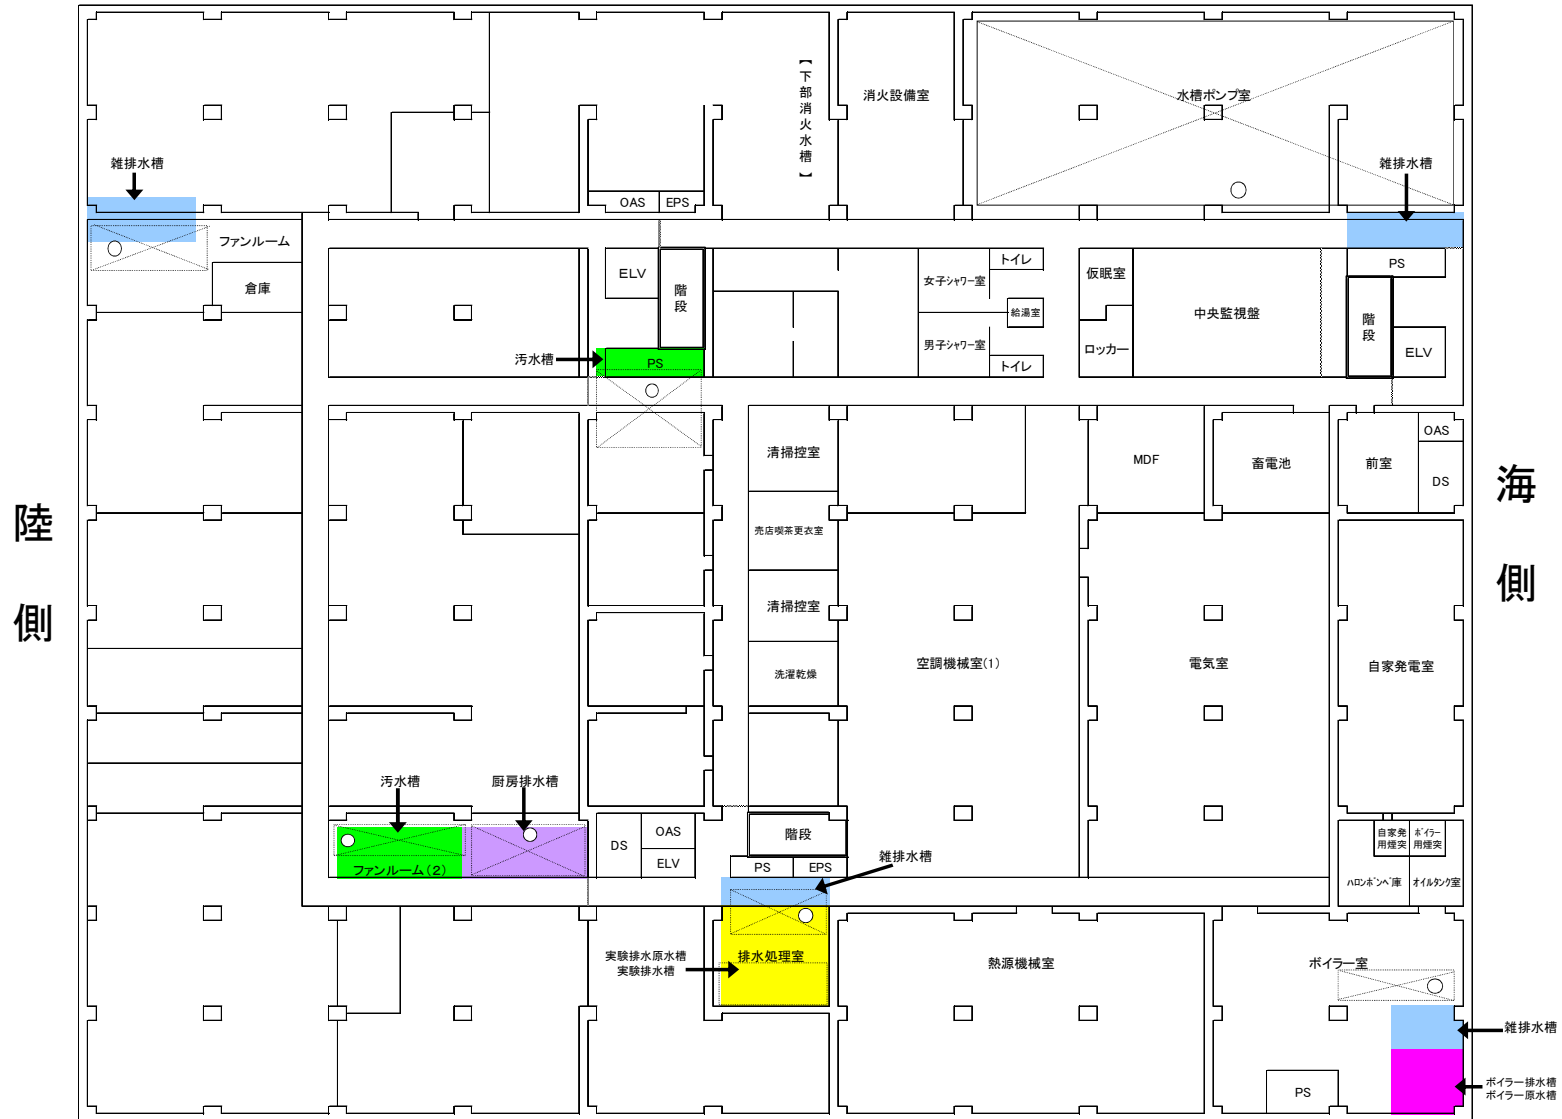 【下部消火水槽】
消火設備室
水槽ポンプ室
雑排水槽
雑排水槽
OAS
EPS
ファンルーム
倉庫
ELV
階段
女子シャワー室
トイレ
給湯室
男子シャワー室
トイレ
仮眠室
ロッカー
中央監視盤
PS
階段
ELV
汚水槽
PS
清掃控室
MDF
畜電池
前室
OAS
DS
陸側
海側
売店喫茶更衣室
清掃控室
洗濯乾燥
空調機械室(1)
電気室
自家発電室
汚水槽
厨房排水槽
ファンルーム(2)
DS
OAS
ELV
階段
PS
EPS
雑排水槽
自家発
用煙突
ボイラー
用煙突
ハロンボンベ庫
オイルタンク室
実験排水原水槽
実験排水槽
排水処理室
熱源機械室
ボイラー室
雑排水槽
PS
ボイラー排水槽
ボイラー原水槽